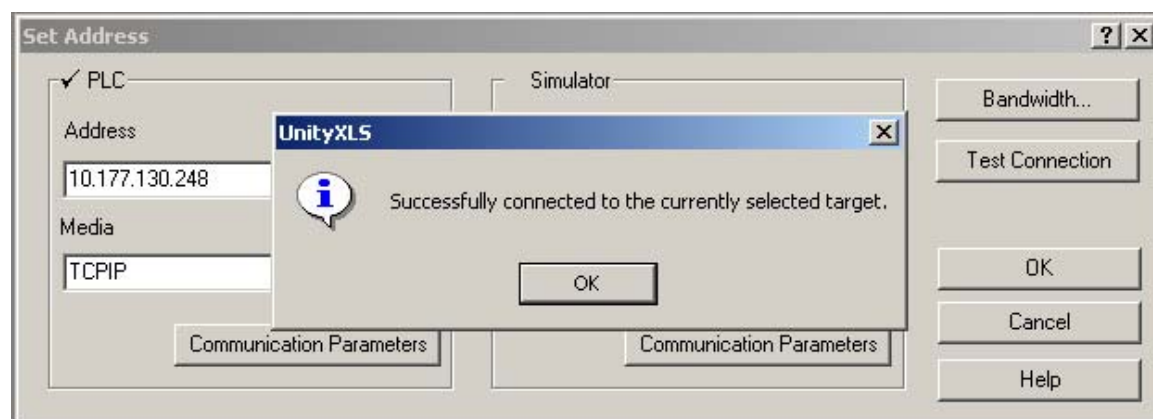 Set Address
PLC
Simulator
Bandwidth...
Address
UnityXLS
Test Connection
10.177.130.248
Successfully connected to the currently selected target.
Media
TCPIP
OK
OK
Communication Parameters
Communication Parameters
Cancel
Help